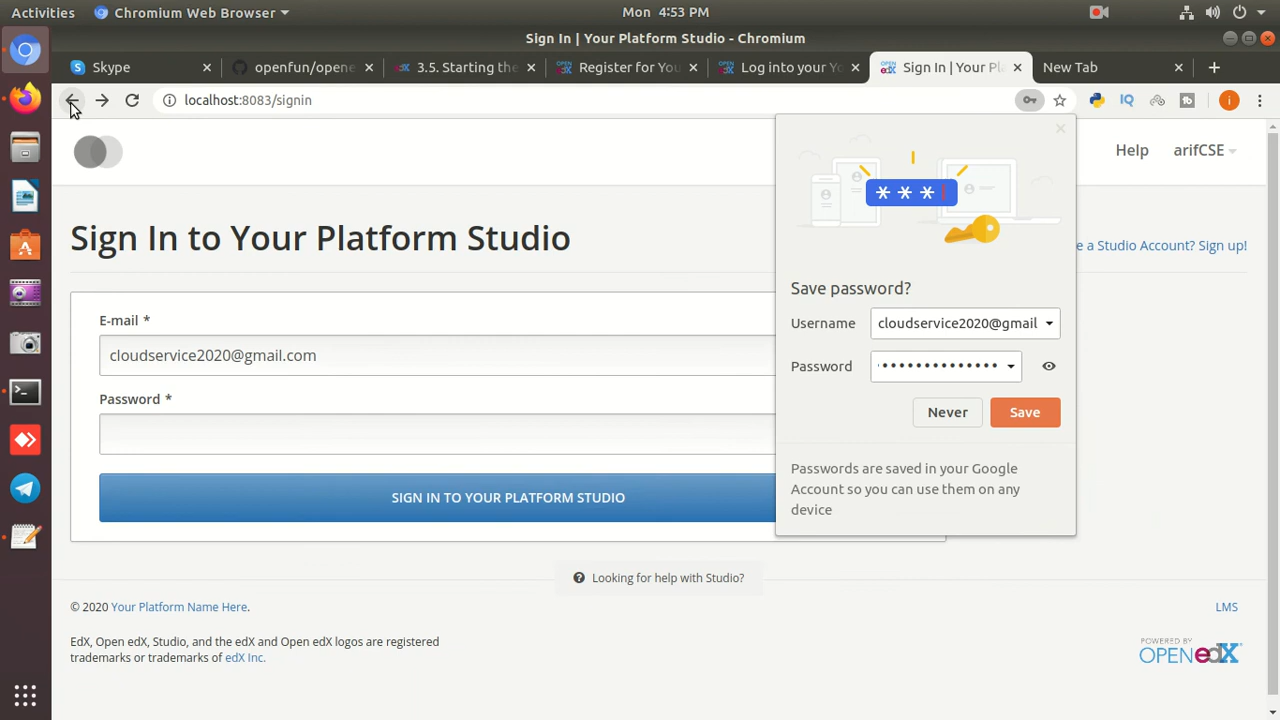 Activities
Chromium Web Browser
Mon 4:53 PM
Sign In | Your Platform Studio - Chromium
Skype
openfun/opene
3.5. Starting the
Register for Yo
Log into your Yo
Sign In | Your Pla
New Tab
localhost:8083/signin
IQ
i
Help
arifCSE
Sign In to Your Platform Studio
e a Studio Account? Sign up!
E-mail *
cloudservice2020@gmail.com
Password *
SIGN IN TO YOUR PLATFORM STUDIO
Save password?
Username
cloudservice2020@gmail
Password
Never
Save
Passwords are saved in your Google
Account so you can use them on any
device
Looking for help with Studio?
© 2020 Your Platform Name Here.
LMS
EdX, Open edX, Studio, and the edX and Open edX logos are registered
trademarks or trademarks of edX Inc.
POWERED BY
OPEN edX